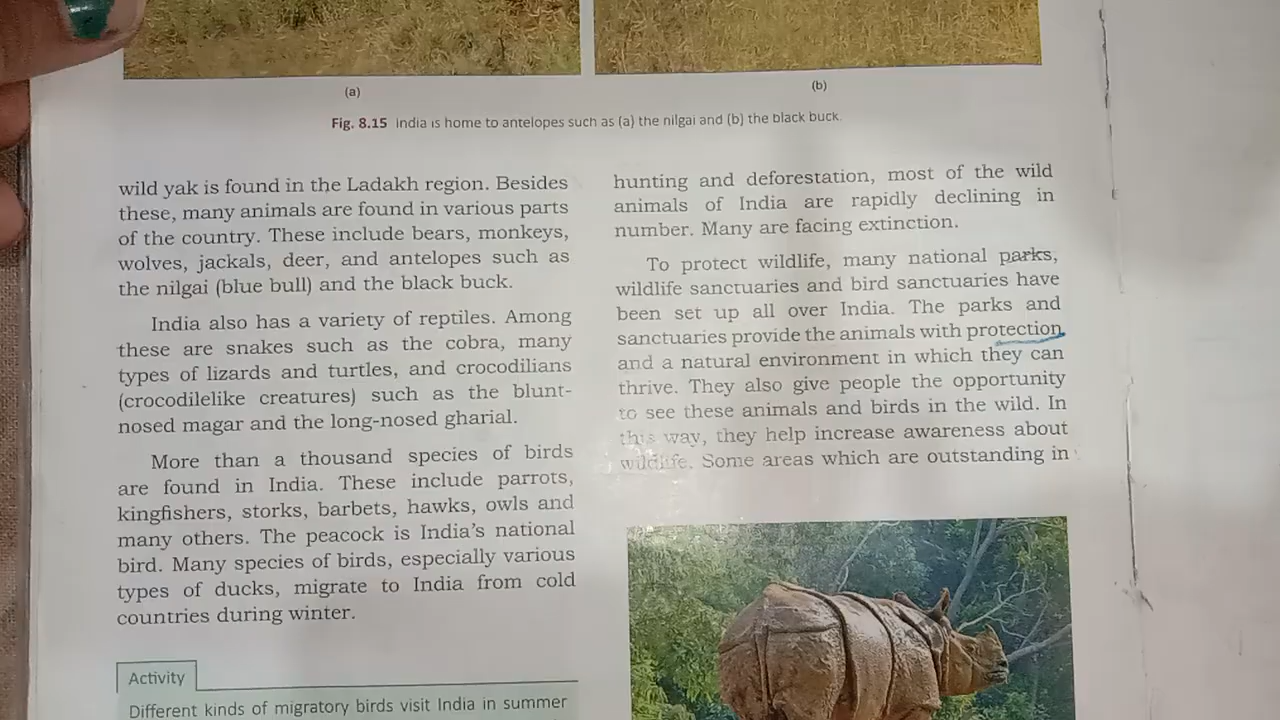 (a)
(b)
Fig. 8.15 India is home to antelopes such as (a) the nilgai and (b) the black buck.
wild yak is found in the Ladakh region. Besides
these, many animals are found in various parts
of the country. These include bears, monkeys,
wolves, jackals, deer, and antelopes such as
the nilgai (blue bull) and the black buck.
India also has a variety of reptiles. Among
these are snakes such as the cobra, many
types of lizards and turtles, and crocodilians
(crocodilelike creatures) such as the blunt-
nosed magar and the long-nosed gharial.
More than a thousand species of birds
are found in India. These include parrots,
kingfishers, storks, barbets, hawks, owls and
many others. The peacock is India's national
bird. Many species of birds, especially various
types of ducks, migrate to India from cold
countries during winter.
Activity
Different kinds of migratory birds visit India in summer
hunting and deforestation, most of the wild
animals of India are rapidly declining in
number. Many are facing extinction.
To protect wildlife, many national parks,
wildlife sanctuaries and bird sanctuaries have
been set up all over India. The parks and
sanctuaries provide the animals with protection
and a natural environment in which they can
thrive. They also give people the opportunity
to see these animals and birds in the wild. In
this way, they help increase awareness about
wildlife. Some areas which are outstanding in